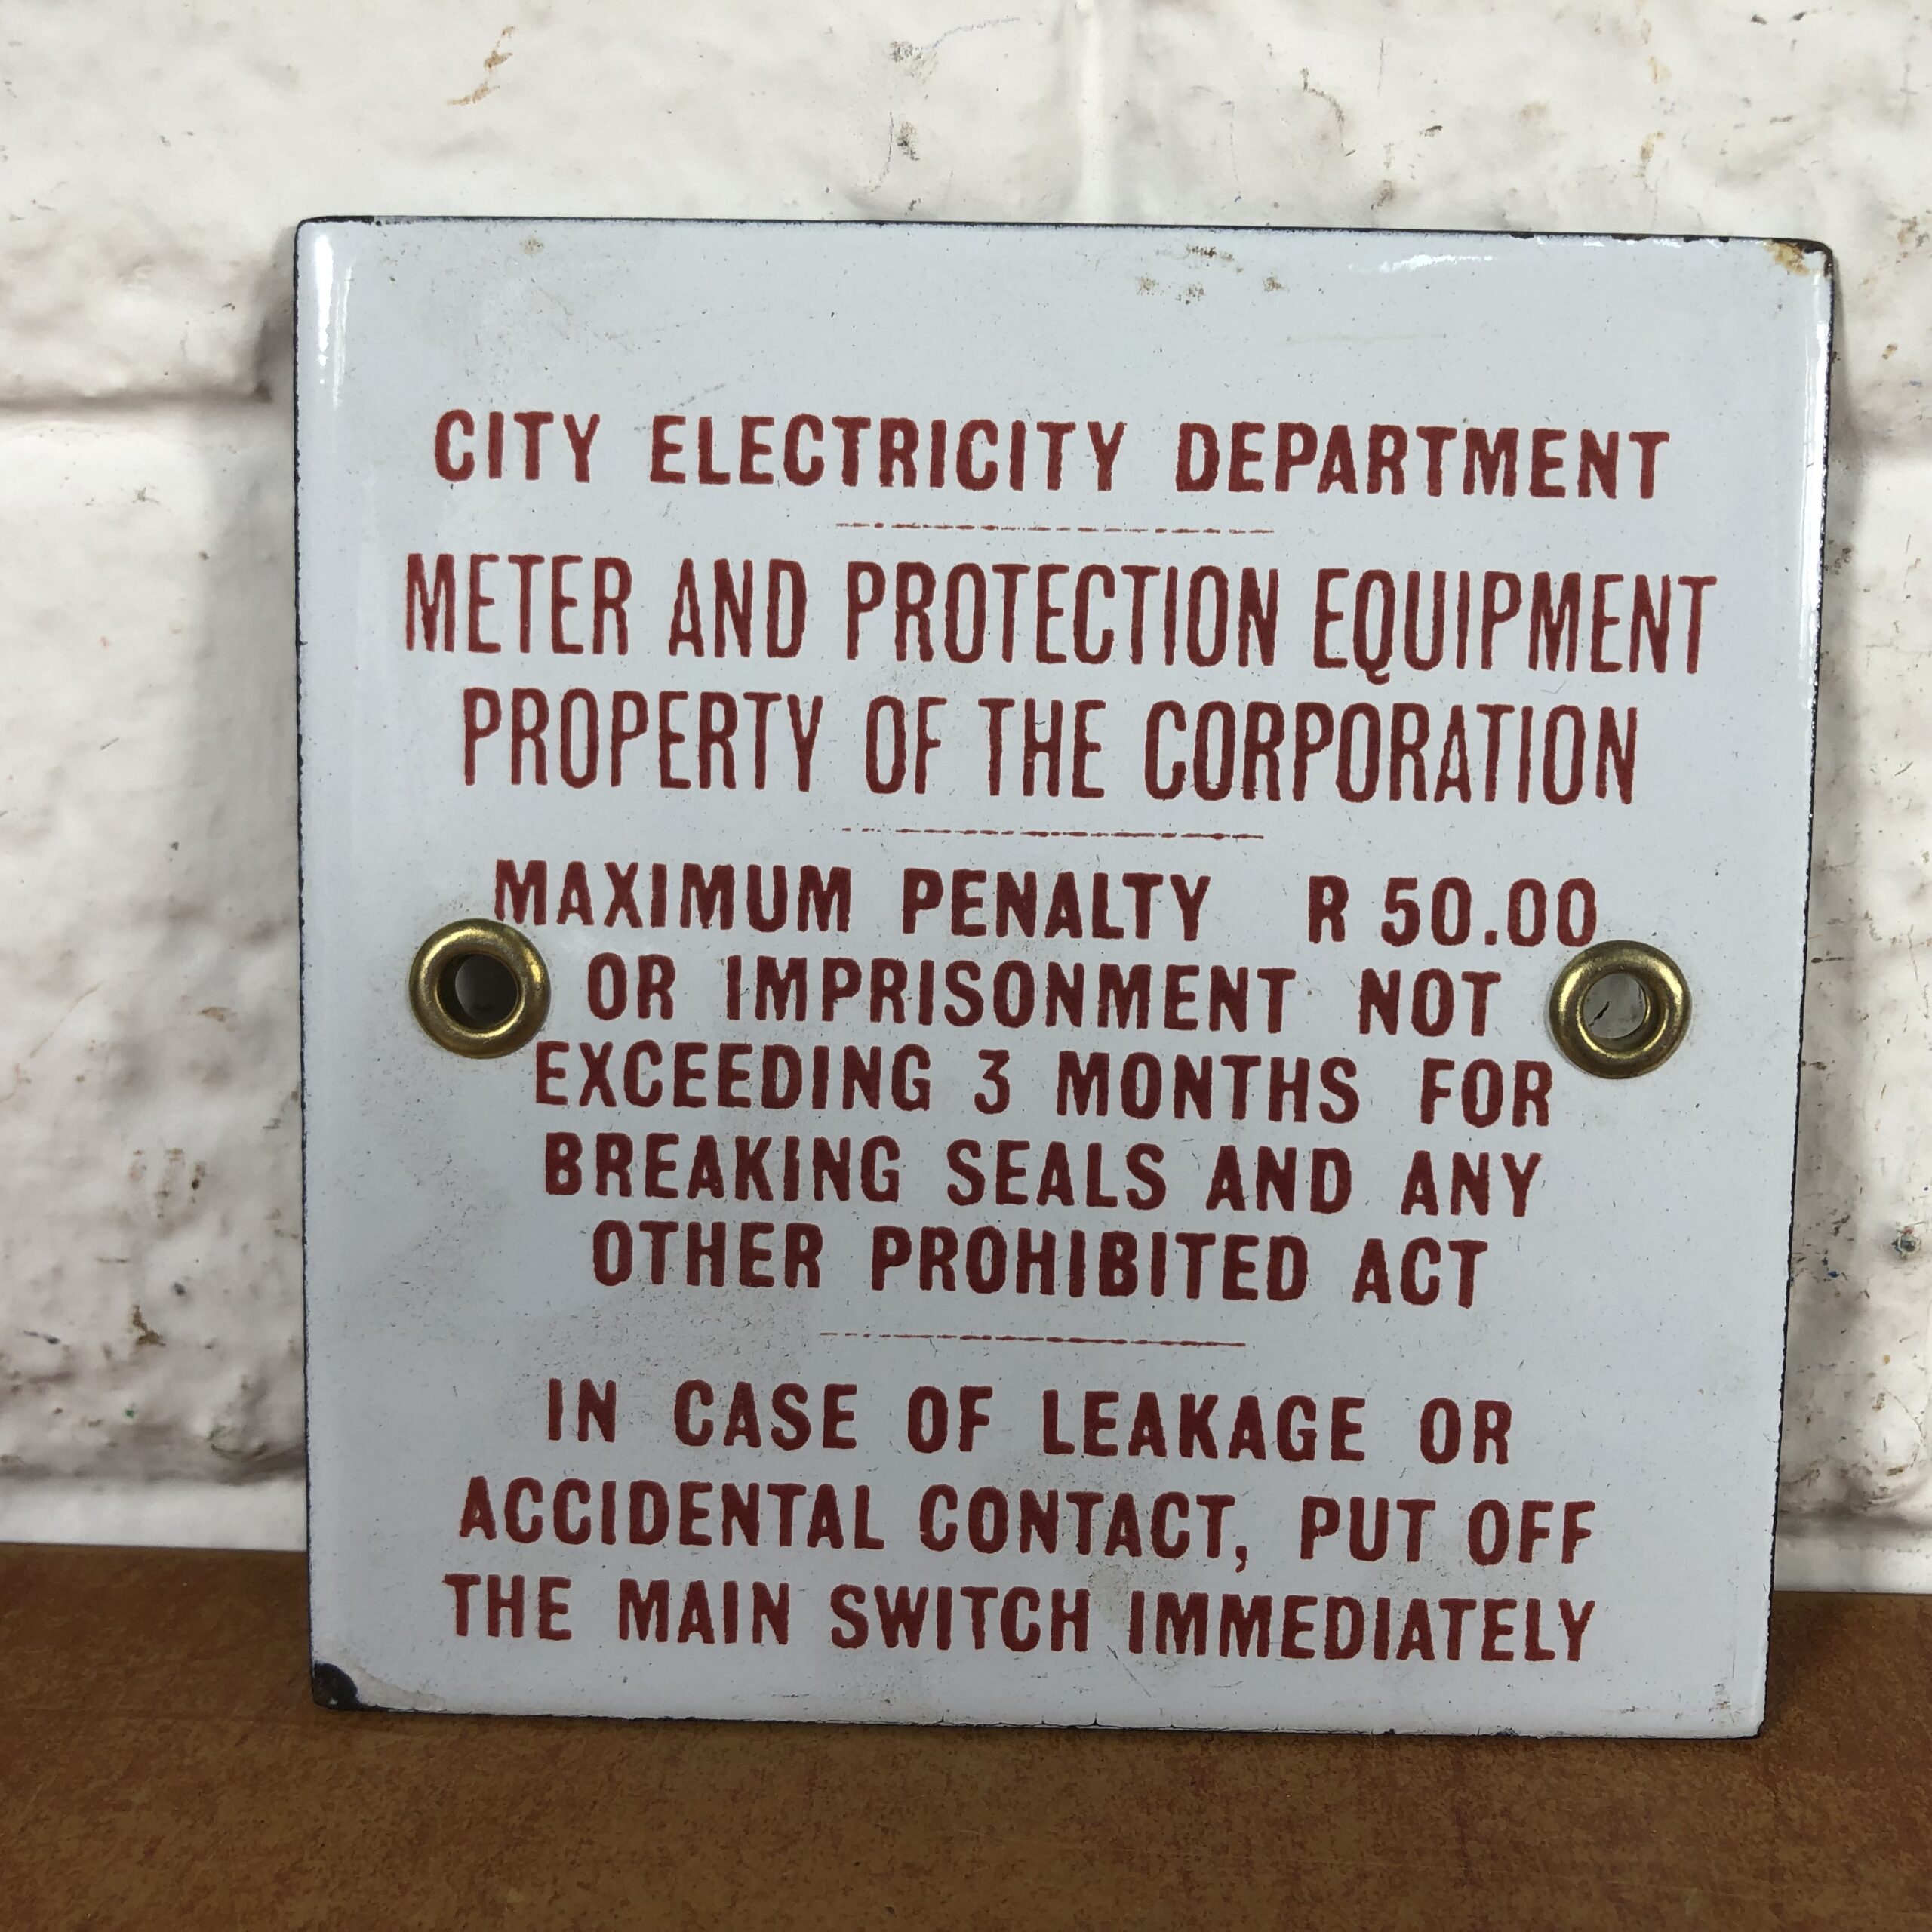 CITY ELECTRICITY DEPARTMENT
METER AND PROTECTION EQUIPMENT
PROPERTY OF THE CORPORATION
MAXIMUM PENALTY R 50.00
OR IMPRISONMENT NOT
EXCEEDING 3 MONTHS FOR
BREAKING SEALS AND ANY
OTHER PROHIBITED ACT
IN CASE OF LEAKAGE OR
ACCIDENTAL CONTACT, PUT OFF
THE MAIN SWITCH IMMEDIATELY